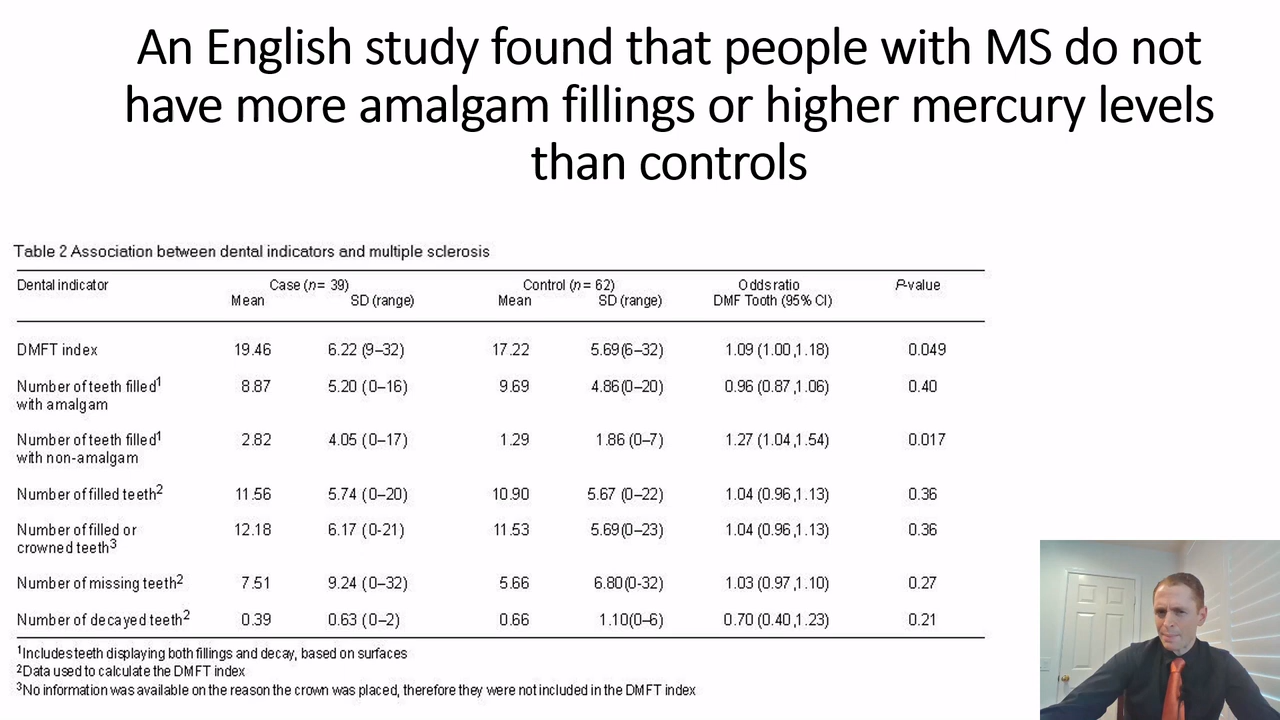 An English study found that people with MS do not
have more amalgam fillings or higher mercury levels
than controls
Table 2 Association between dental indicators and multiple sclerosis
Dental indicator Case (n= 39) Control (n= 62) Odds ratio P-value
Mean SD (range) Mean SD (range) DMF Tooth (95% CI)
DMFT index 19.46 6.22 (9–32) 17.22 5.69(6–32) 1.09 (1.00,1.18) 0.049
Number of teeth filled1 8.87 5.20 (0–16) 9.69 4.86(0–20) 0.96 (0.87,1.06) 0.40
with amalgam
Number of teeth filled1 2.82 4.05 (0–17) 1.29 1.86 (0–7) 1.27 (1.04,1.54) 0.017
with non-amalgam
Number of filled teeth2 11.56 5.74 (0–20) 10.90 5.67 (0–22) 1.04 (0.96,1.13) 0.36
Number of filled or 12.18 6.17 (0-21) 11.53 5.69(0–23) 1.04 (0.96,1.13) 0.36
crowned teeth3
Number of missing teeth2 7.51 9.24 (0–32) 5.66 6.80(0-32) 1.03 (0.97,1.10) 0.27
Number of decayed teeth2 0.39 0.63 (0–2) 0.66 1.10(0–6) 0.70 (0.40,1.23) 0.21
1Includes teeth displaying both fillings and decay, based on surfaces
2Data used to calculate the DMFT index
3No information was available on the reason the crown was placed, therefore they were not included in the DMFT index